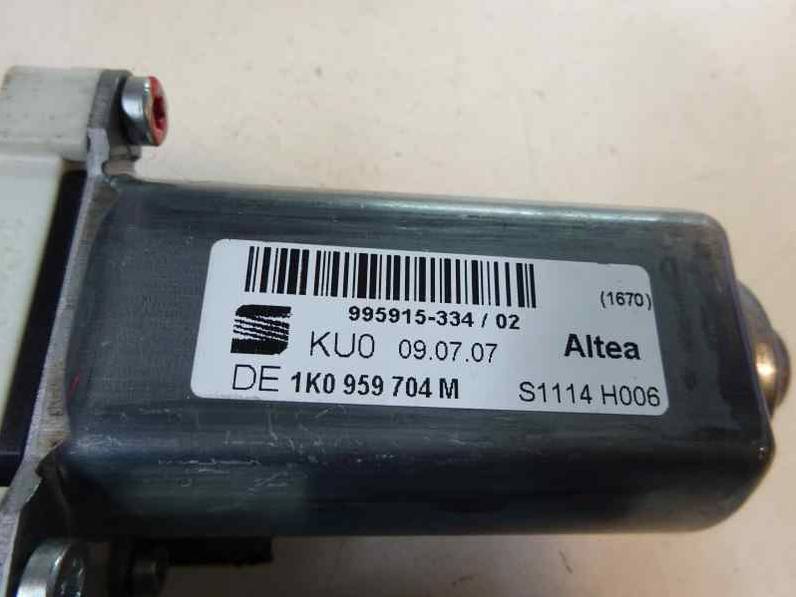 995915-334 / 02
(1670)
KU0 09.07.07
Altea
DE 1K0 959 704 M
S1114 H006